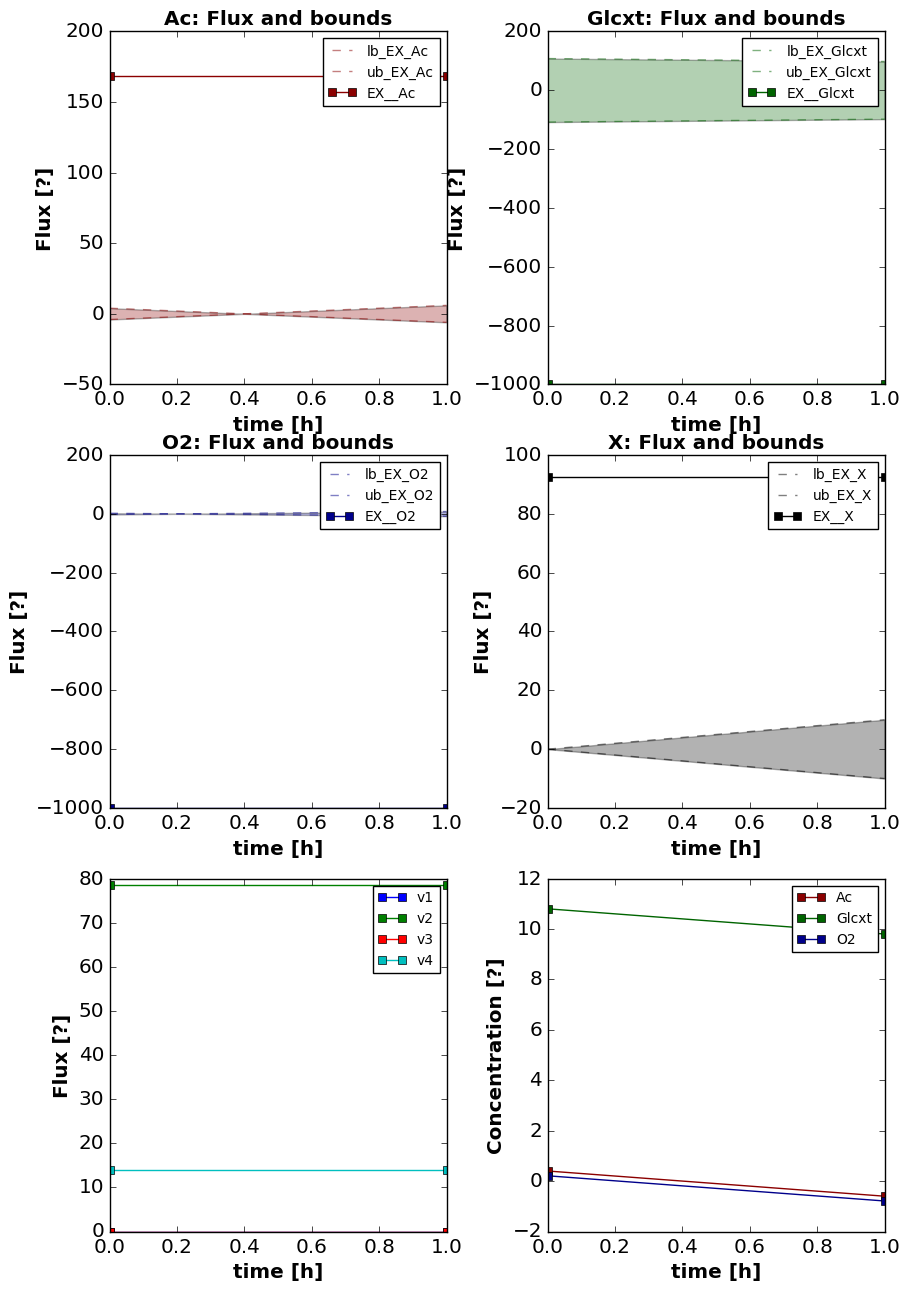 Ac: Flux and bounds
200
150
100
50
0
−50
Flux [?]
lb_EX_Ac
ub_EX_Ac
EX__Ac
0.0 0.2 0.4 0.6 0.8 1.0
time [h]
Glcxt: Flux and bounds
200
0
−200
−400
−600
−800
−1000
Flux [?]
lb_EX_Glcxt
ub_EX_Glcxt
EX__Glcxt
0.0 0.2 0.4 0.6 0.8 1.0
time [h]
O2: Flux and bounds
200
0
−200
−400
−600
−800
−1000
Flux [?]
lb_EX_O2
ub_EX_O2
EX__O2
0.0 0.2 0.4 0.6 0.8 1.0
time [h]
X: Flux and bounds
100
80
60
40
20
0
−20
Flux [?]
lb_EX_X
ub_EX_X
EX__X
0.0 0.2 0.4 0.6 0.8 1.0
time [h]
80
70
60
50
40
30
20
10
0
Flux [?]
v1
v2
v3
v4
0.0 0.2 0.4 0.6 0.8 1.0
time [h]
12
10
8
6
4
2
0
−2
Concentration [?]
Ac
Glcxt
O2
0.0 0.2 0.4 0.6 0.8 1.0
time [h]